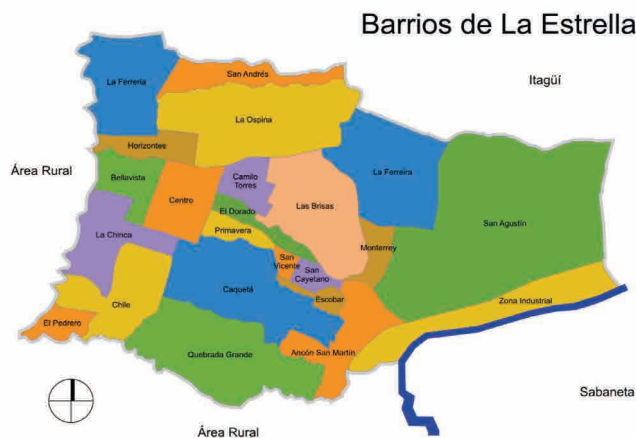 Barrios de La Estrella
Itagüí
La Ferrería
San Andrés
La Ospina
Horizontes
Área Rural
Bellavista
Centro
Camilo
Torres
La Ferreira
Las Brisas
El Dorado
San Agustín
La Chinca
Primavera
Monterrey
San
Vicente
San
Cayetano
Caquetá
Escobar
Zona Industrial
Chile
El Pedrero
Quebrada Grande
Ancón San Martín
Sabaneta
Área Rural